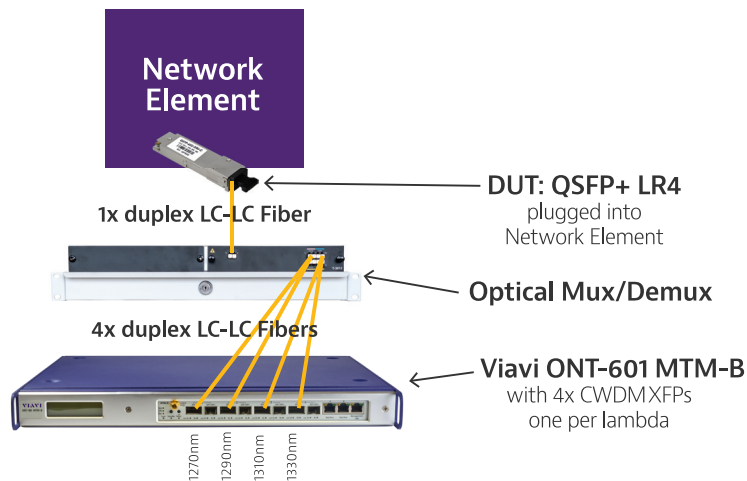 Network
Element
DUT: QSFP+ LR4
plugged into
Network Element
1x duplex LC-LC Fiber
Optical Mux/Demux
4x duplex LC-LC Fibers
Viavi ONT-601 MTM-B
with 4x CWDM XFPs
one per lambda
VIAVI
1270nm
1290nm
1310nm
1330nm